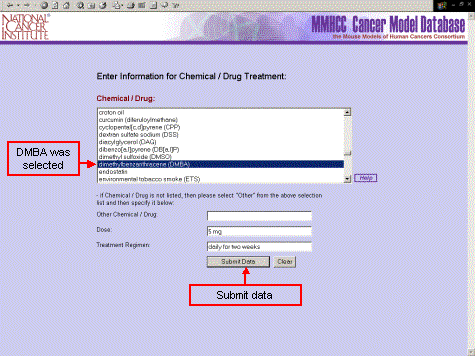 NATIONAL
CANCER
INSTITUTE
MMHCC Cancer Model Database
the Mouse Models of Human Cancers Consortium
Enter Information for Chemical / Drug Treatment:
Chemical / Drug:
croton oil
curcumin (diferuloylmethane)
cyclopenta[c,d]pyrene (CPP)
dextran sulfate sodium (DSS)
diacylglycerol (DAG)
dibenzo[a,l]pyrene (DB[a,l]P)
dimethyl sulfoxide (DMSO)
dimethylbenzanthracene (DMBA)
endostatin
environmental tobacco smoke (ETS)
DMBA was
selected
Help
- If Chemical / Drug is not listed, then please select "Other" from the above selection
list and then specify it below:
Other Chemical / Drug:
Dose:
5 mg
Treatment Regimen:
daily for two weeks
Submit Data
Clear
Submit data